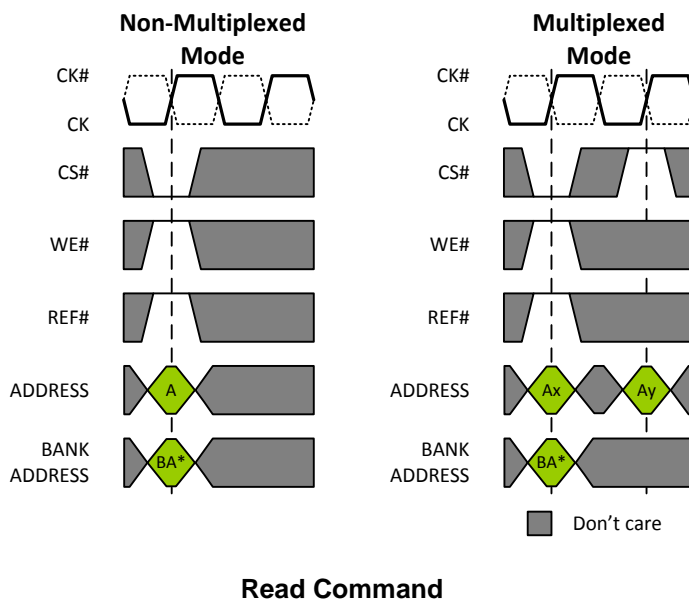 Non-Multiplexed
Mode
Multiplexed
Mode
CK#
CK
CS#
WE#
REF#
ADDRESS
A
BANK
ADDRESS
BA*
CK#
CK
CS#
WE#
REF#
ADDRESS
Ax
Ay
BANK
ADDRESS
BA*
Don't care
Read Command